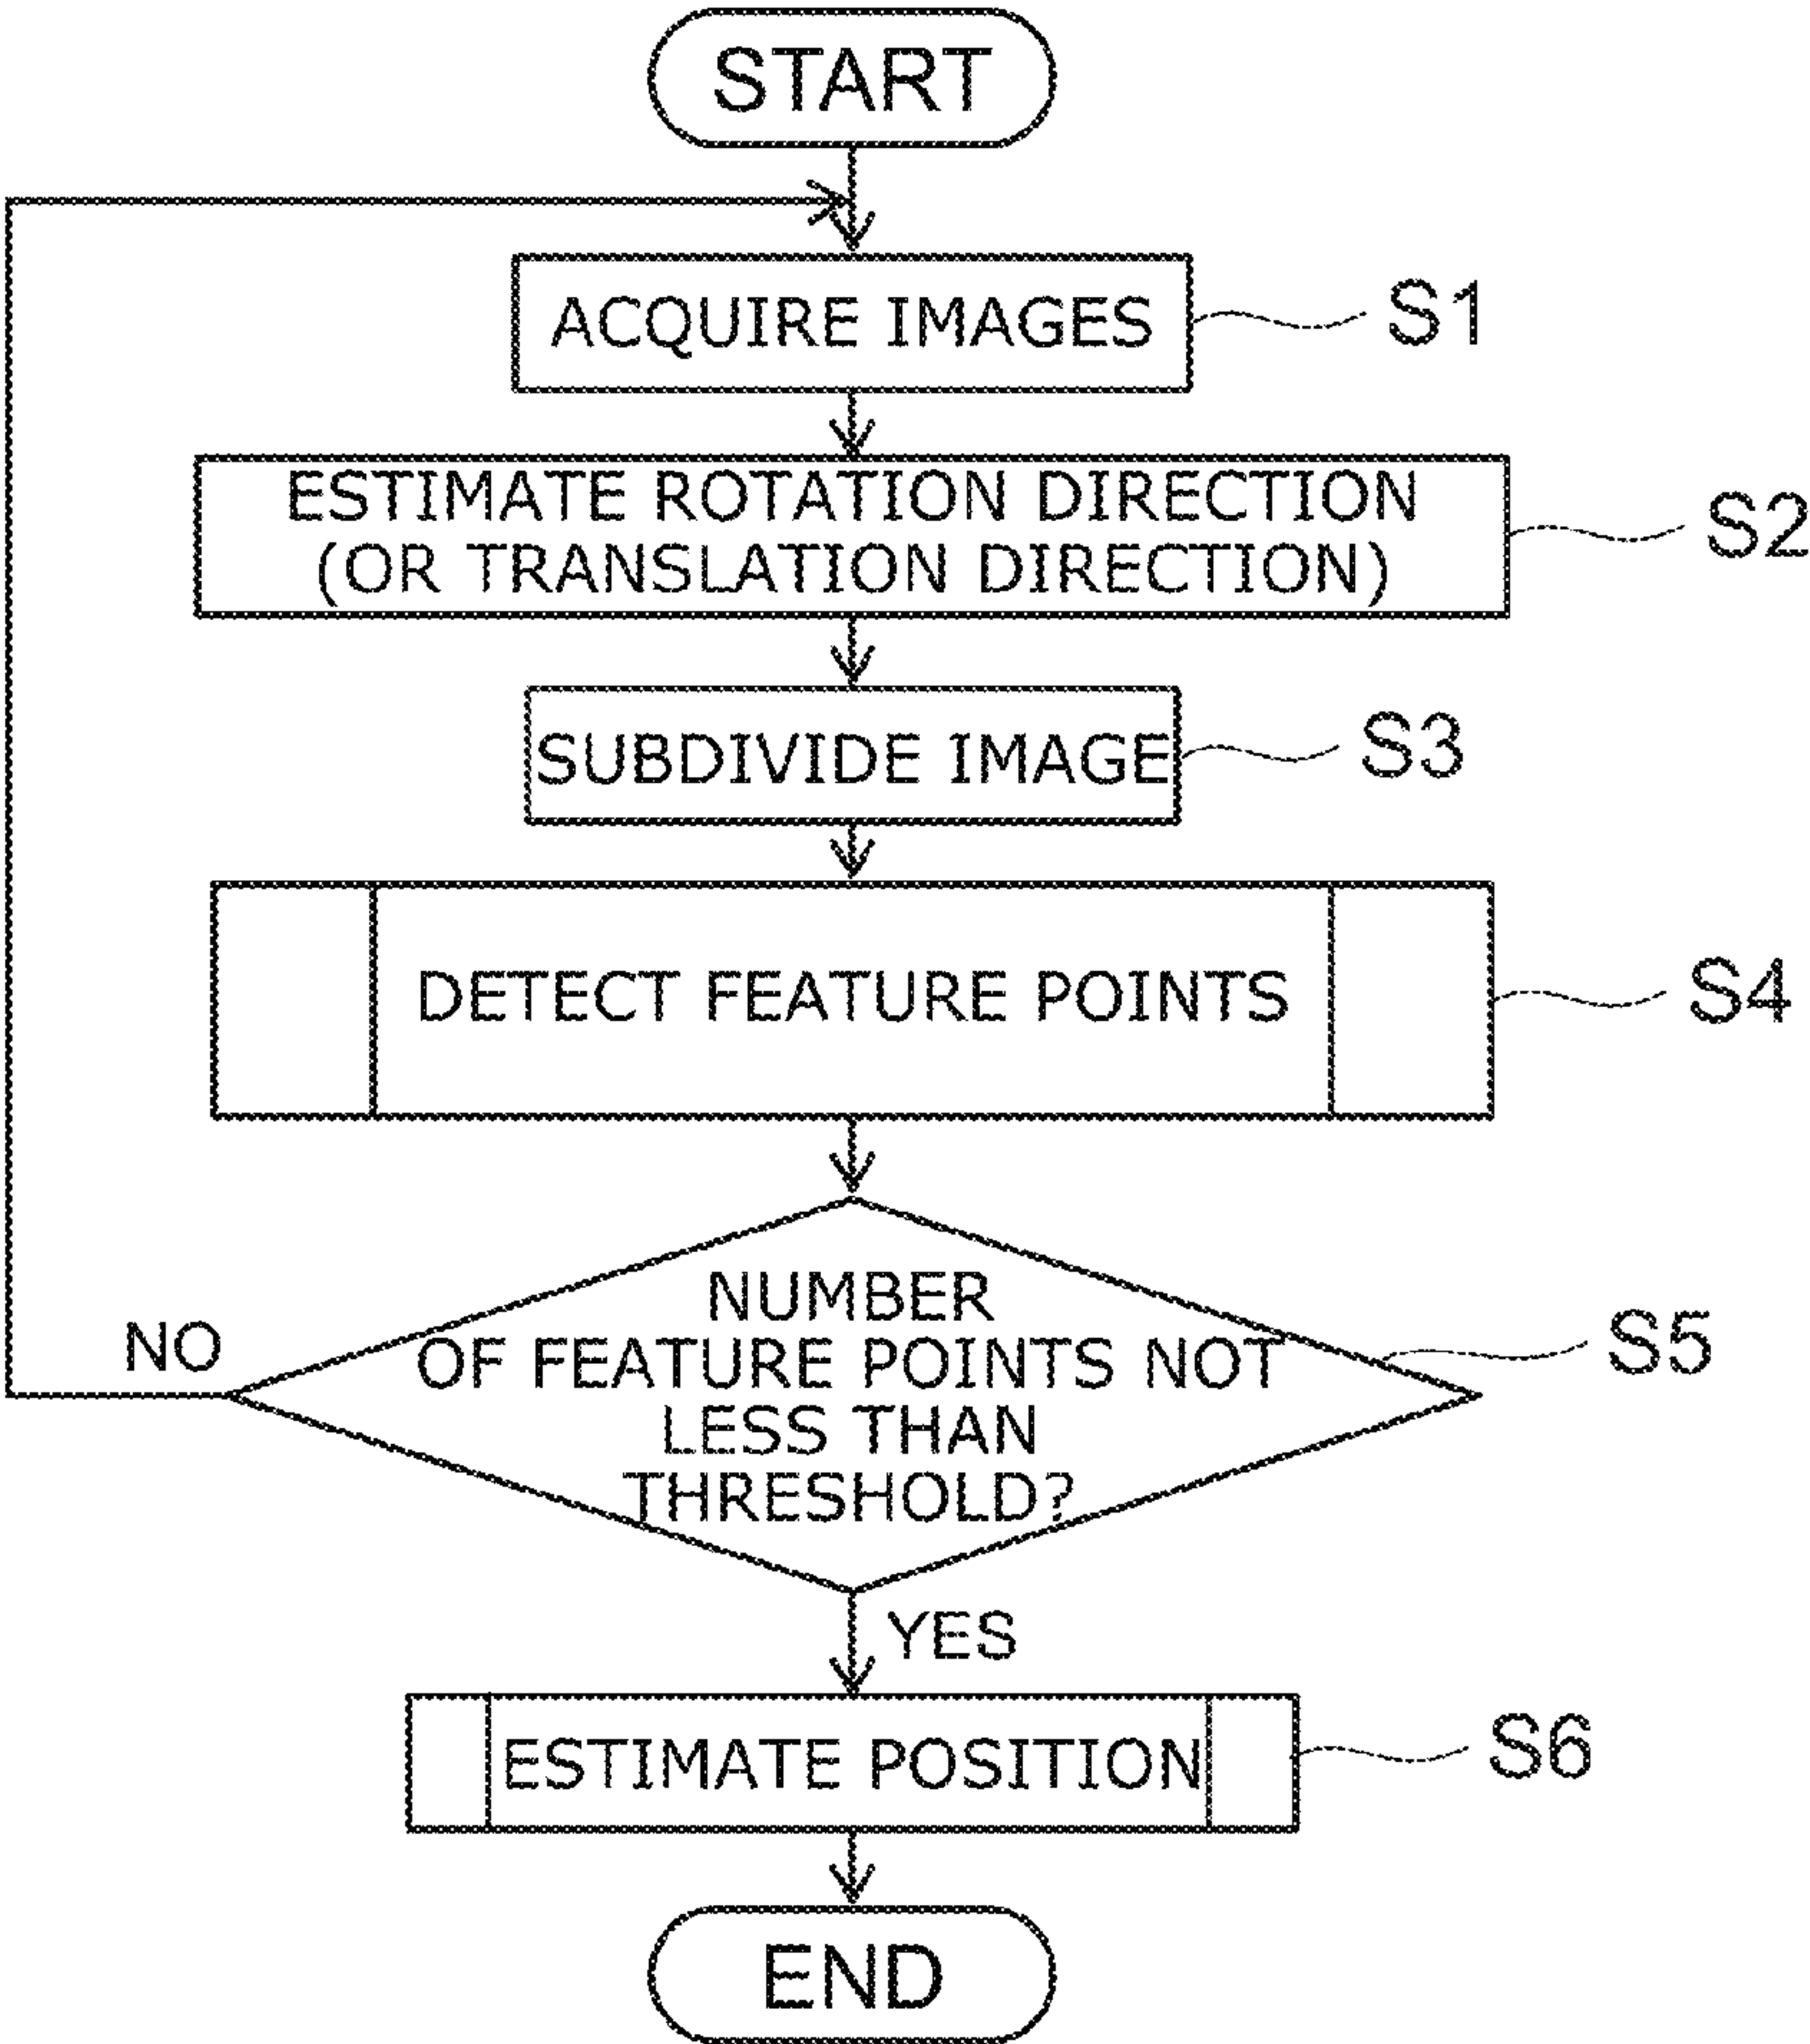 START
ACQUIRE IMAGES
S1
ESTIMATE ROTATION DIRECTION
(OR TRANSLATION DIRECTION)
S2
SUBDIVIDE IMAGE
S3
DETECT FEATURE POINTS
S4
NUMBER
OF FEATURE POINTS NOT
LESS THAN
THRESHOLD?
S5
NO
YES
ESTIMATE POSITION
S6
END